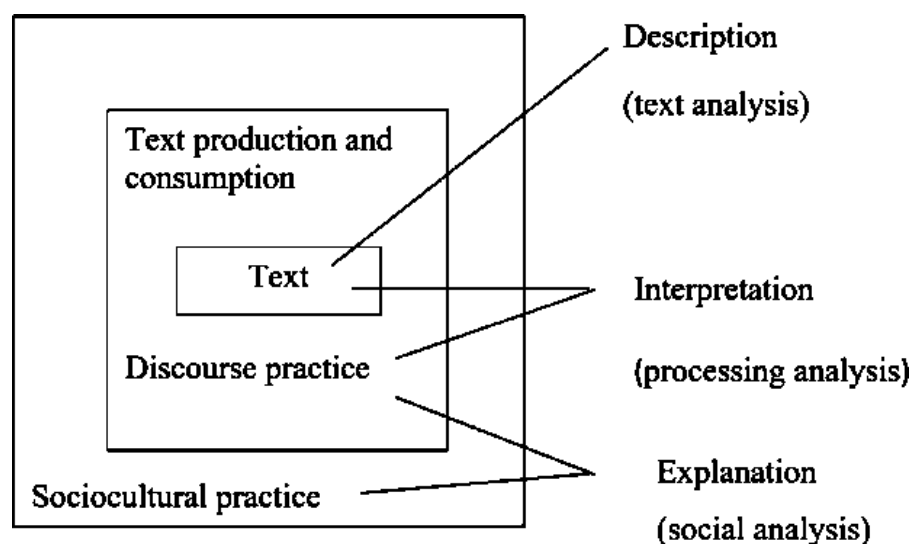 Description
(text analysis)
Text production and
consumption
Text
Interpretation
Discourse practice
(processing analysis)
Explanation
Sociocultural practice
(social analysis)